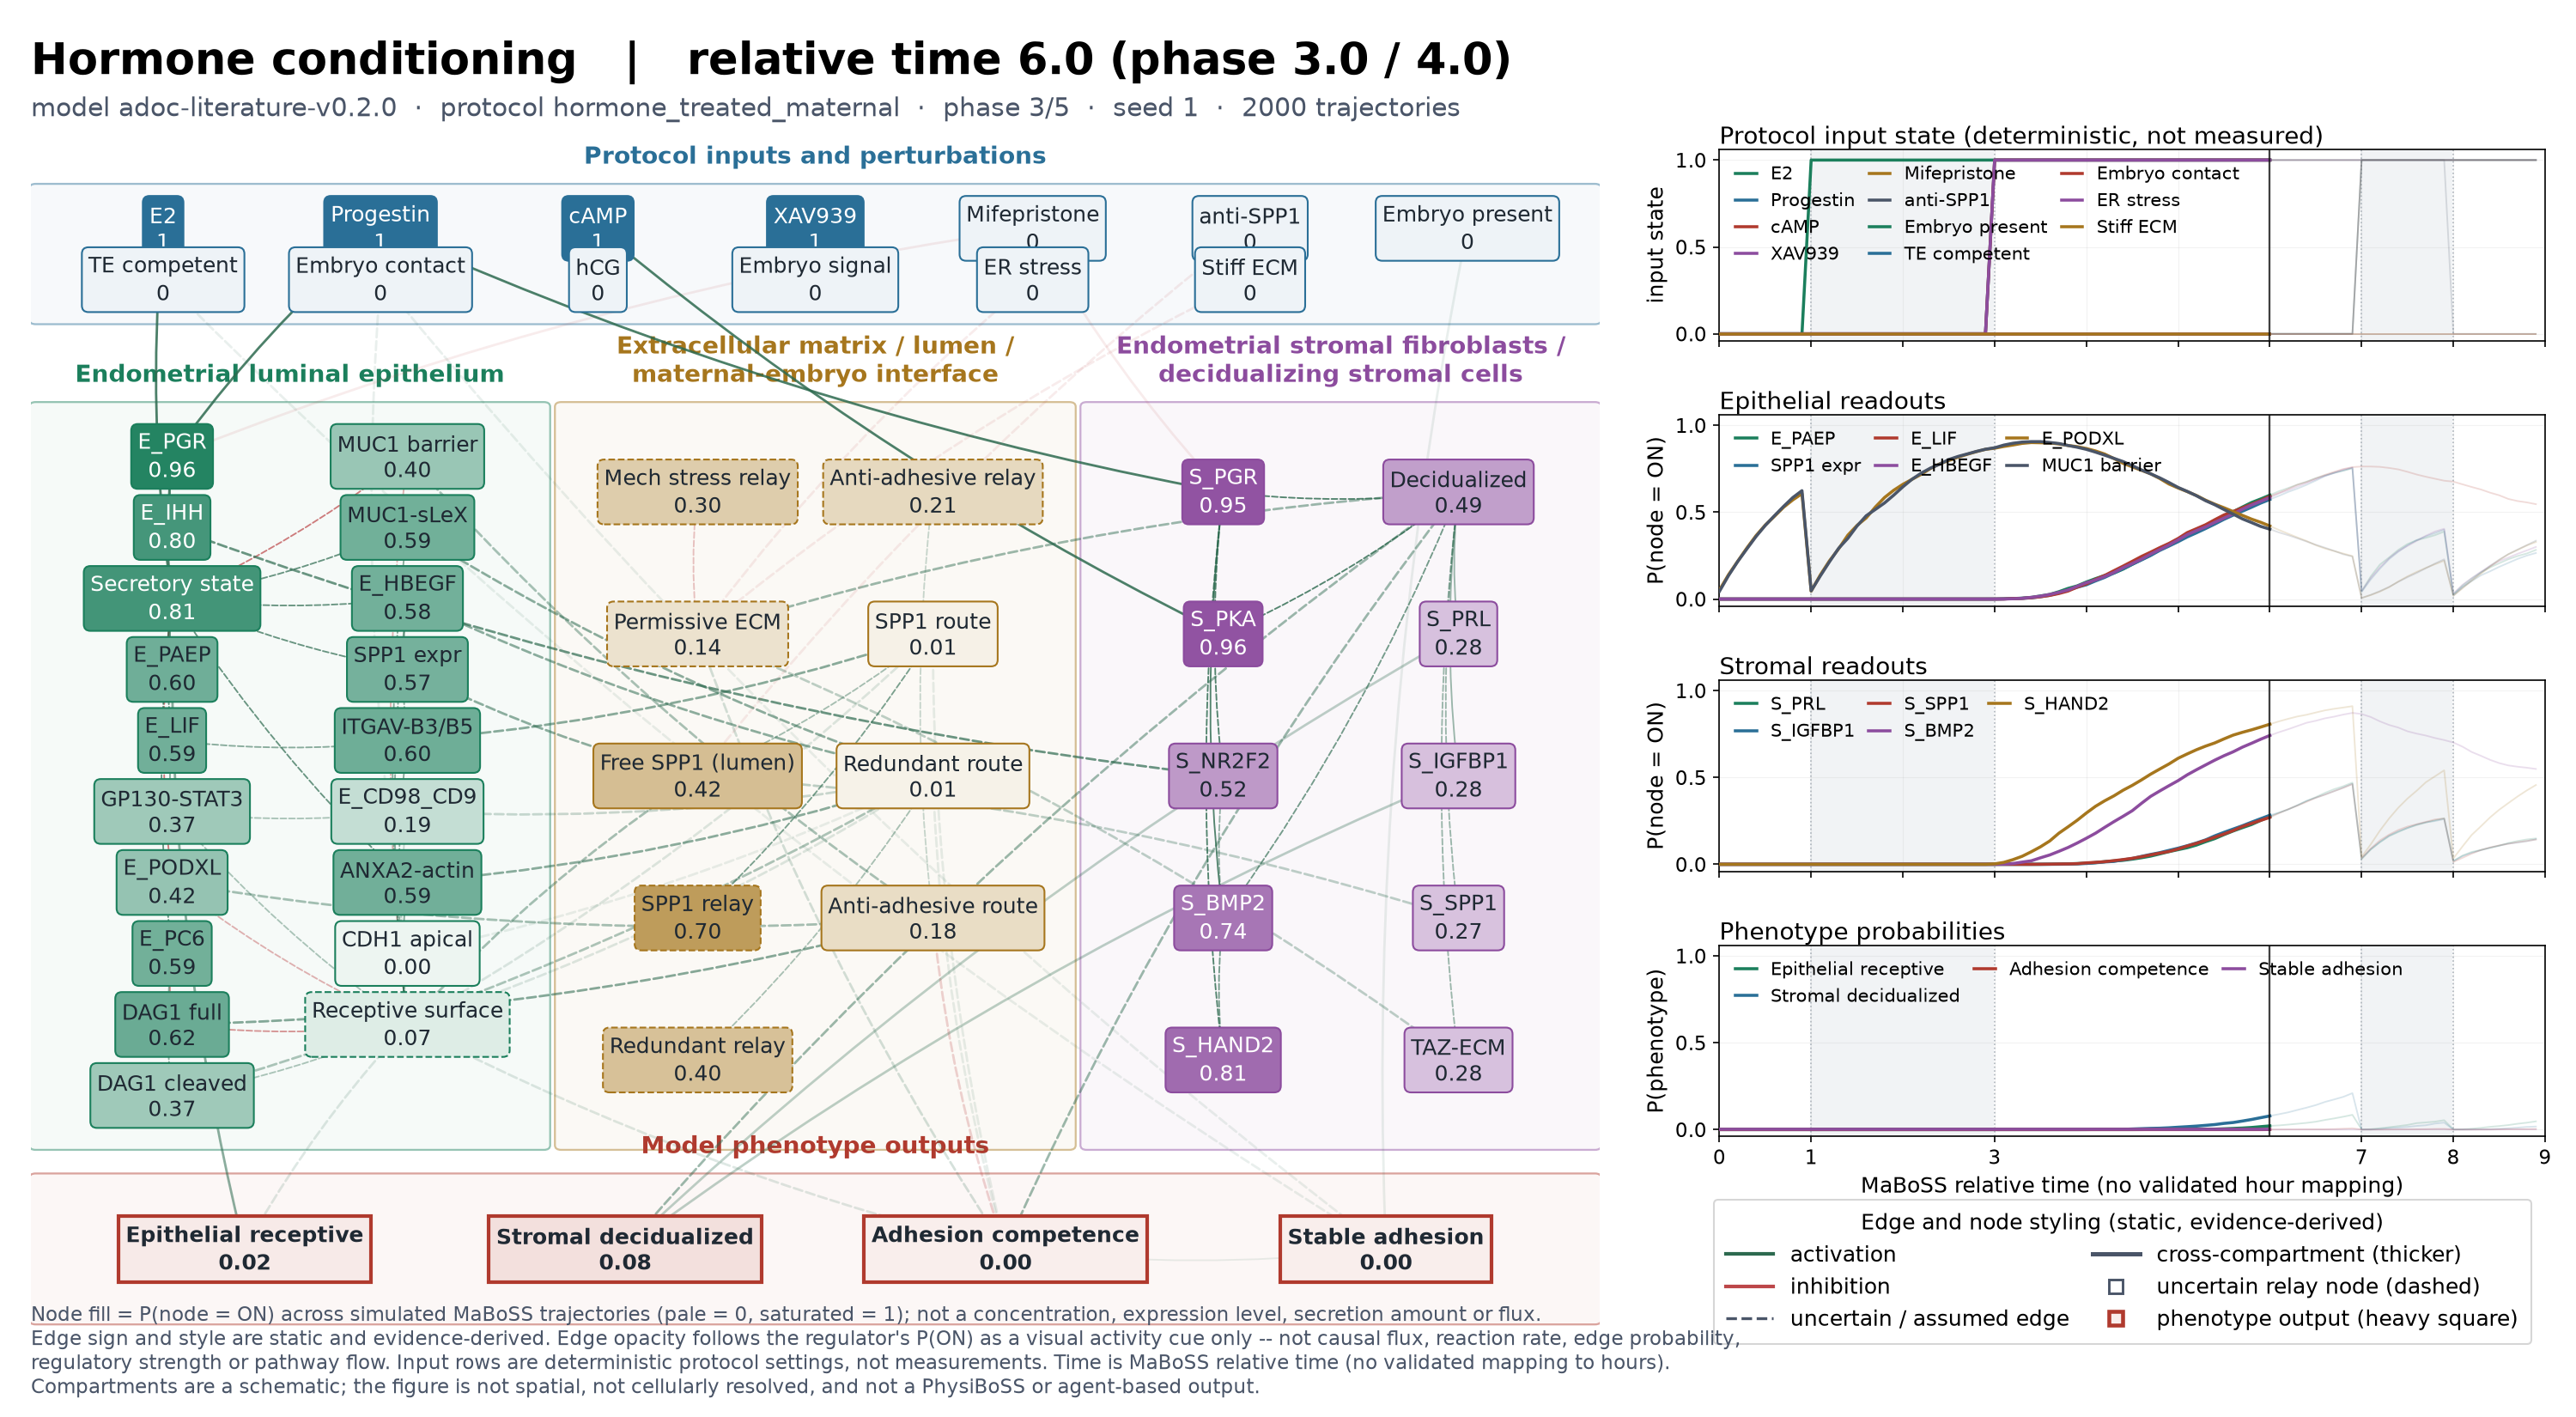 Hormone conditioning | relative time 6.0 (phase 3.0 / 4.0)
model adoc-literature-v0.2.0 · protocol hormone_treated_maternal · phase 3/5 · seed 1 · 2000 trajectories
Protocol inputs and perturbations
E2
1
Progestin
1
cAMP
1
XAV939
1
Mifepristone
0
anti-SPP1
0
Embryo present
0
TE competent
0
Embryo contact
0
hCG
0
Embryo signal
0
ER stress
0
Stiff ECM
0
Endometrial luminal epithelium
E_PGR
0.96
E_IHH
0.80
Secretory state
0.81
E_PAEP
0.60
E_LIF
0.59
GP130-STAT3
0.37
E_PODXL
0.42
E_PC6
0.59
DAG1 full
0.62
DAG1 cleaved
0.37
MUC1 barrier
0.40
MUC1-sLeX
0.59
E_HBEGF
0.58
SPP1 expr
0.57
ITGAV-B3/B5
0.60
E_CD98_CD9
0.19
ANXA2-actin
0.59
CDH1 apical
0.00
Receptive surface
0.07
Extracellular matrix / lumen /
maternal-embryo interface
Mech stress relay
0.30
Anti-adhesive relay
0.21
Permissive ECM
0.14
SPP1 route
0.01
Free SPP1 (lumen)
0.42
Redundant route
0.01
SPP1 relay
0.70
Anti-adhesive route
0.18
Redundant relay
0.40
Endometrial stromal fibroblasts /
decidualizing stromal cells
S_PGR
0.95
Decidualized
0.49
S_PKA
0.96
S_PRL
0.28
S_NR2F2
0.52
S_IGFBP1
0.28
S_BMP2
0.74
S_SPP1
0.27
S_HAND2
0.81
TAZ-ECM
0.28
Model phenotype outputs
Epithelial receptive
0.02
Stromal decidualized
0.08
Adhesion competence
0.00
Stable adhesion
0.00
Node fill = P(node = ON) across simulated MaBoSS trajectories (pale = 0, saturated = 1); not a concentration, expression level, secretion amount or flux.
Edge sign and style are static and evidence-derived. Edge opacity follows the regulator's P(ON) as a visual activity cue only -- not causal flux, reaction rate, edge probability,
regulatory strength or pathway flow. Input rows are deterministic protocol settings, not measurements. Time is MaBoSS relative time (no validated mapping to hours).
Compartments are a schematic; the figure is not spatial, not cellularly resolved, and not a PhysiBoSS or agent-based output.
Protocol input state (deterministic, not measured)
input state
1.0
0.5
0.0
E2
Progestin
cAMP
XAV939
Mifepristone
anti-SPP1
Embryo present
TE competent
Embryo contact
ER stress
Stiff ECM
Epithelial readouts
P(node = ON)
1.0
0.5
0.0
E_PAEP
SPP1 expr
E_LIF
E_HBEGF
E_PODXL
MUC1 barrier
Stromal readouts
P(node = ON)
1.0
0.5
0.0
S_PRL
S_IGFBP1
S_SPP1
S_BMP2
S_HAND2
Phenotype probabilities
P(phenotype)
1.0
0.5
0.0
Epithelial receptive
Stromal decidualized
Adhesion competence
Stable adhesion
0 1 3 7 8 9
MaBoSS relative time (no validated hour mapping)
Edge and node styling (static, evidence-derived)
activation
inhibition
uncertain / assumed edge
cross-compartment (thicker)
uncertain relay node (dashed)
phenotype output (heavy square)